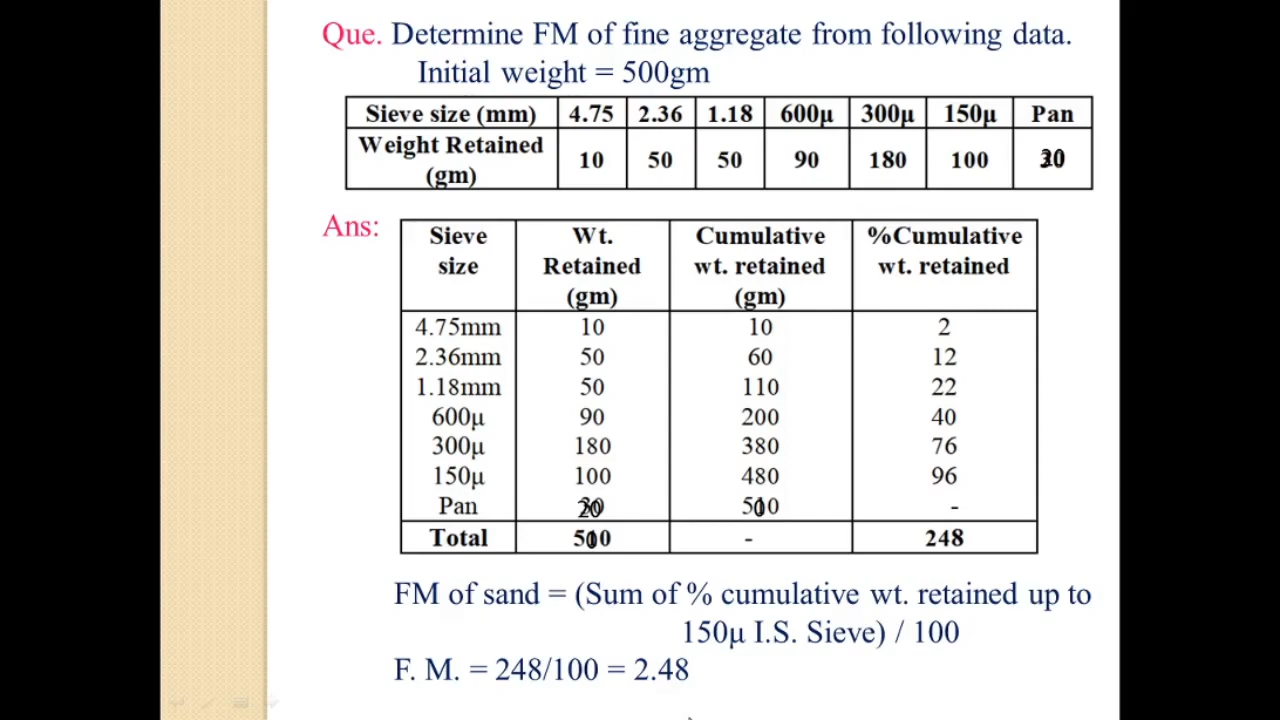 Que. Determine FM of fine aggregate from following data.
Initial weight = 500gm
Sieve size (mm) 4.75 2.36 1.18 600μ 300μ 150μ Pan
Weight Retained
(gm) 10 50 50 90 180 100
Ans:
Sieve size Wt. Retained (gm) Cumulative wt. retained (gm) %Cumulative wt. retained
4.75mm 10 10 2
2.36mm 50 60 12
1.18mm 50 110 22
600μ 90 200 40
300μ 180 380 76
150μ 100 480 96
Pan -
Total - 248
FM of sand = (Sum of % cumulative wt. retained up to
150μ I.S. Sieve) / 100
F. M. = 248/100 = 2.48